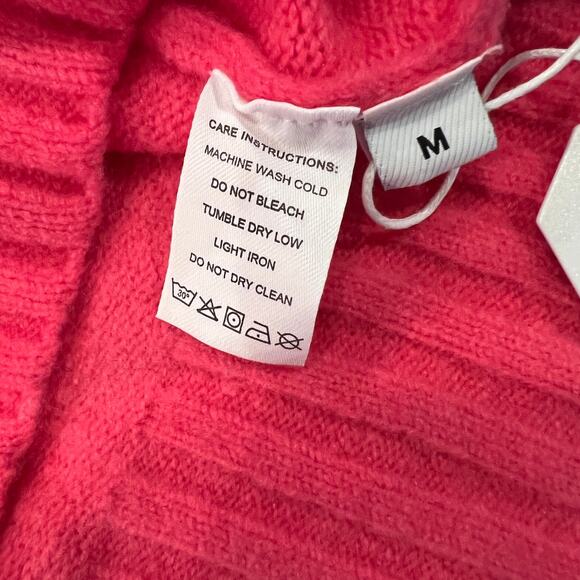 CARE INSTRUCTIONS:
MACHINE WASH COLD
DO NOT BLEACH
TUMBLE DRY LOW
LIGHT IRON
DO NOT DRY CLEAN
30°
M